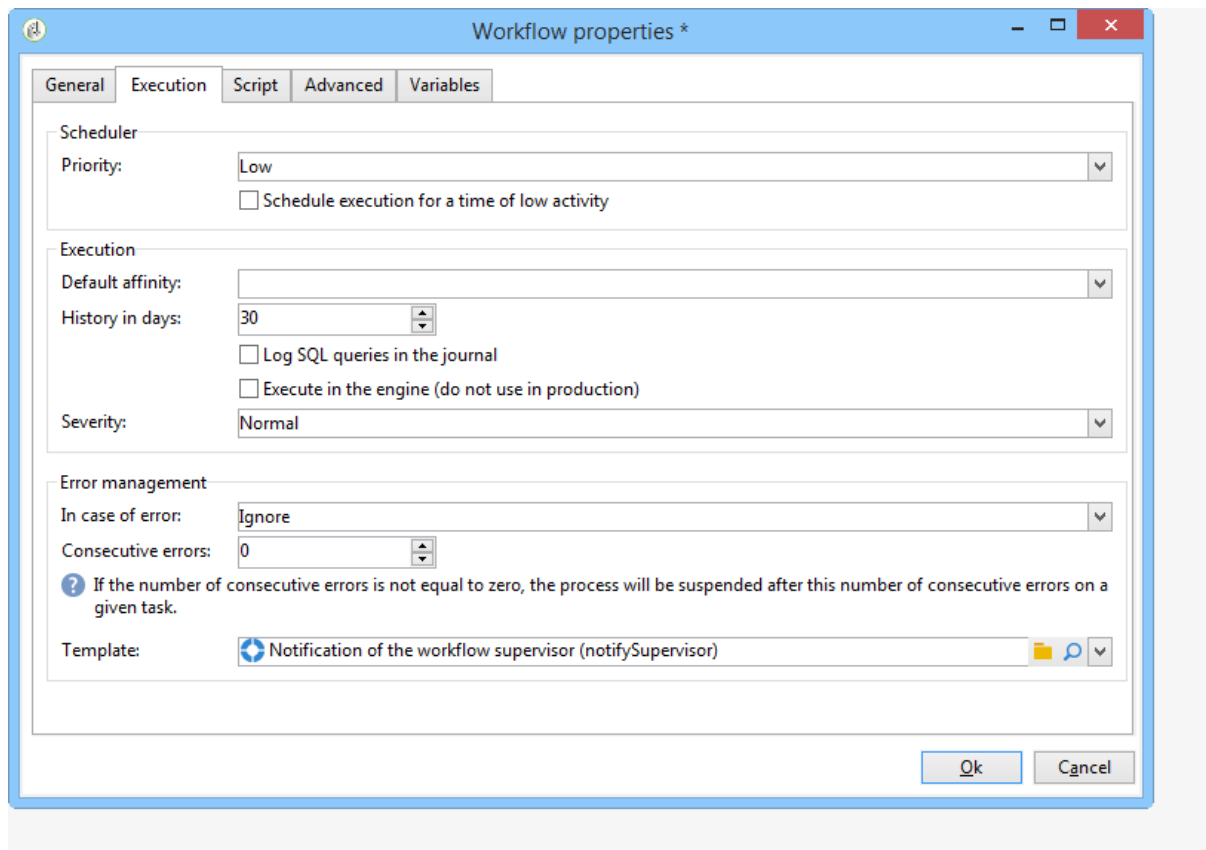 Workflow properties *
General Execution Script Advanced Variables
Scheduler
Priority: Low
Schedule execution for a time of low activity
Execution
Default affinity:
History in days: 30
Log SQL queries in the journal
Execute in the engine (do not use in production)
Severity: Normal
Error management
In case of error: Ignore
Consecutive errors: 0
? If the number of consecutive errors is not equal to zero, the process will be suspended after this number of consecutive errors on a
given task.
Template: Notification of the workflow supervisor (notifySupervisor)
Ok Cancel